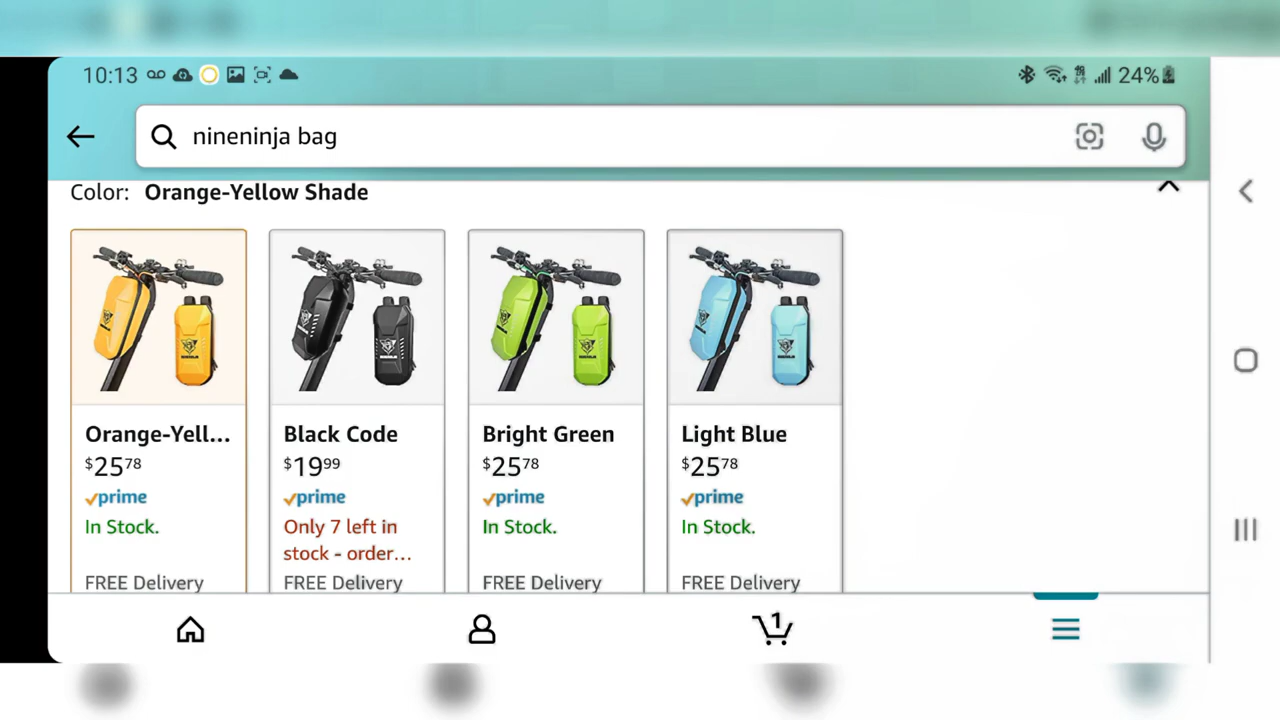 10:13 24%
nineninja bag
Color: Orange-Yellow Shade
Orange-Yell... Black Code Bright Green Light Blue
$25 78 $19 99 $25 78 $25 78
prime prime prime prime
In Stock. Only 7 left in In Stock. In Stock.
stock - order...
FREE Delivery FREE Delivery FREE Delivery FREE Delivery
1